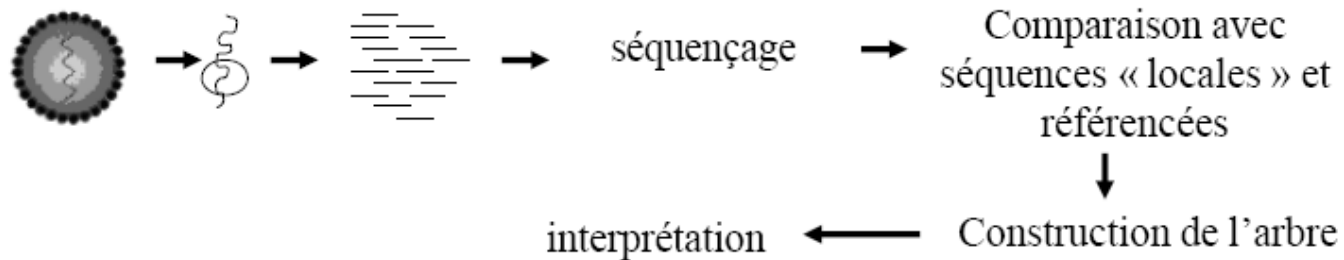 séquençage
Comparaison avec
séquences « locales » et
référencées
Construction de l’arbre
interprétation